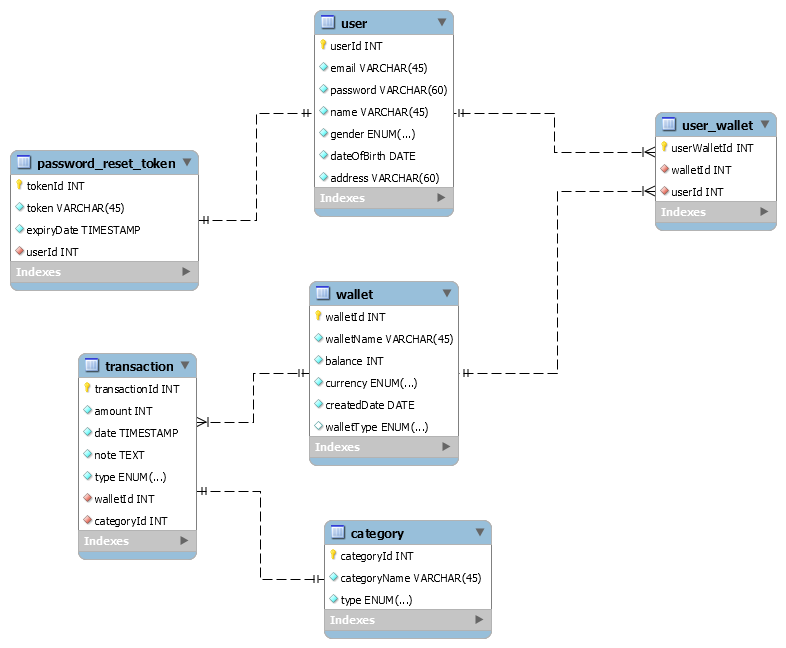 user
userId INT
email VARCHAR(45)
password VARCHAR(60)
name VARCHAR(45)
gender ENUM(...)
dateOfBirth DATE
address VARCHAR(60)
Indexes
user_wallet
userWalletId INT
walletId INT
userId INT
Indexes
password_reset_token
tokenId INT
token VARCHAR(45)
expiryDate TIMESTAMP
userId INT
Indexes
wallet
walletId INT
walletName VARCHAR(45)
balance INT
currency ENUM(...)
createdDate DATE
walletType ENUM(...)
Indexes
transaction
transactionId INT
amount INT
date TIMESTAMP
note TEXT
type ENUM(...)
walletId INT
categoryId INT
Indexes
category
categoryId INT
categoryName VARCHAR(45)
type ENUM(...)
Indexes